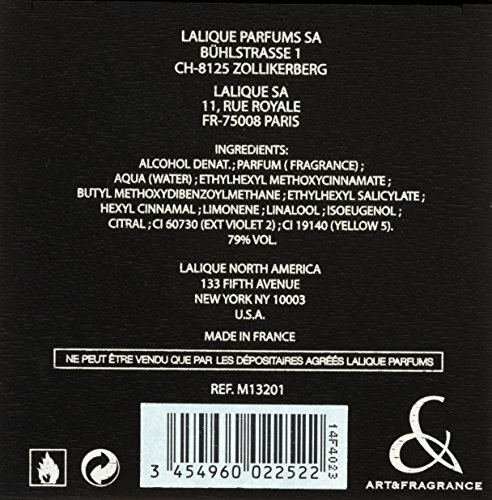 LALIQUE PARFUMS SA
BÜHLSTRASSE 1
CH-8125 ZOLLIKERBERG
LALIQUE SA
11, RUE ROYALE
FR-75008 PARIS
INGREDIENTS:
ALCOHOL DENAT.; PARFUM ( FRAGRANCE) ;
AQUA (WATER) ; ETHYLHEXYL METHOXYCINNAMATE ;
BUTYL METHOXYDIBENZOYLMETHANE ; ETHYLHEXYL SALICYLATE ;
HEXYL CINNAMAL ; LIMONENE ; LINALOOL ; ISOEUGENOL ;
CITRAL ; CI 60730 (EXT VIOLET 2) ; CI 19140 (YELLOW 5).
79% VOL.
LALIQUE NORTH AMERICA
133 FIFTH AVENUE
NEW YORK NY 10003
U.S.A.
MADE IN FRANCE
NE PEUT ÊTRE VENDU QUE PAR LES DÉPOSITAIRES AGRÉÉS LALIQUE PARFUMS
REF. M13201
14F4023
3 454960 022522
&
ART&FRAGRANCE